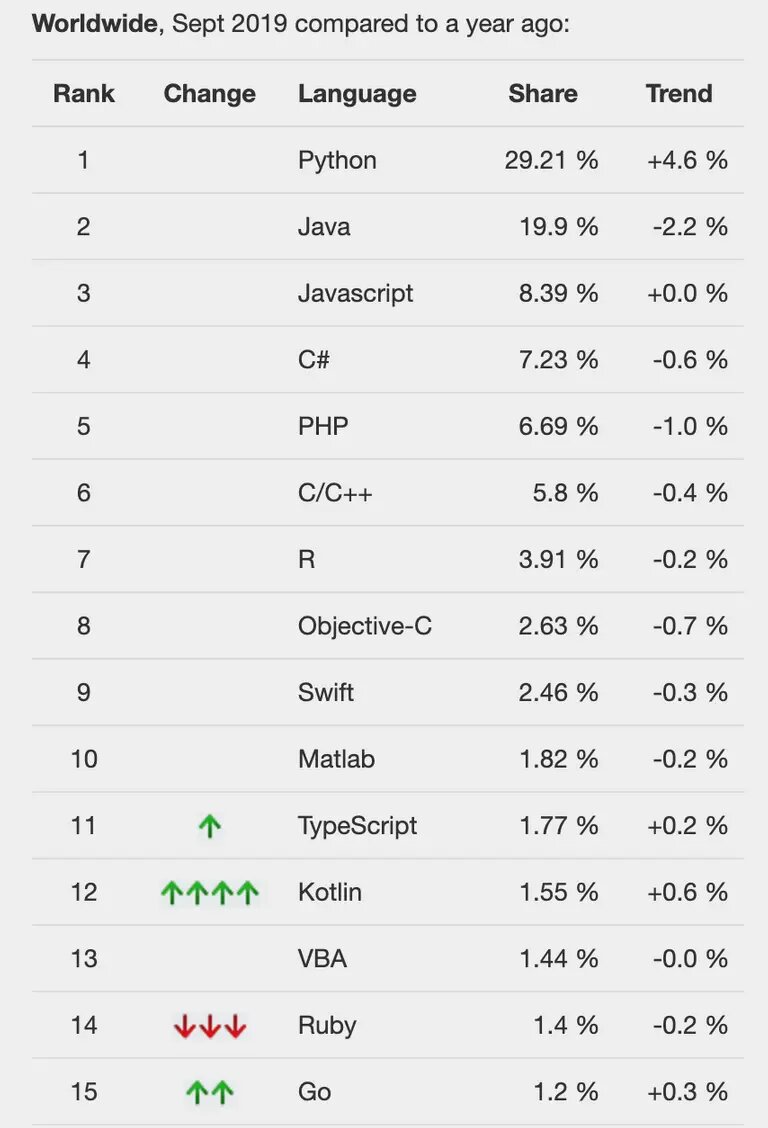 Worldwide, Sept 2019 compared to a year ago:
Rank Change Language Share Trend
1 Python 29.21 % +4.6 %
2 Java 19.9 % -2.2 %
3 Javascript 8.39 % +0.0 %
4 C# 7.23 % -0.6 %
5 PHP 6.69 % -1.0 %
6 C/C++ 5.8 % -0.4 %
7 R 3.91 % -0.2 %
8 Objective-C 2.63 % -0.7 %
9 Swift 2.46 % -0.3 %
10 Matlab 1.82 % -0.2 %
11 ↑ TypeScript 1.77 % +0.2 %
12 ↑↑↑↑ Kotlin 1.55 % +0.6 %
13 VBA 1.44 % -0.0 %
14 ↓↓↓ Ruby 1.4 % -0.2 %
15 ↑↑ Go 1.2 % +0.3 %